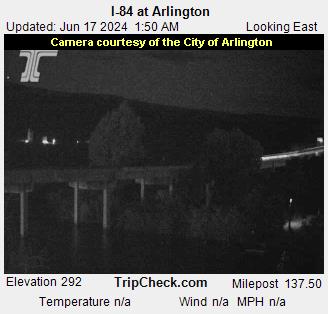 I-84 at Arlington
Updated: Jun 17 2024 1:50 AM Looking East
Camera courtesy of the City of Arlington
Elevation 292 TripCheck.com Milepost 137.50
Temperature n/a Wind n/a MPH n/a